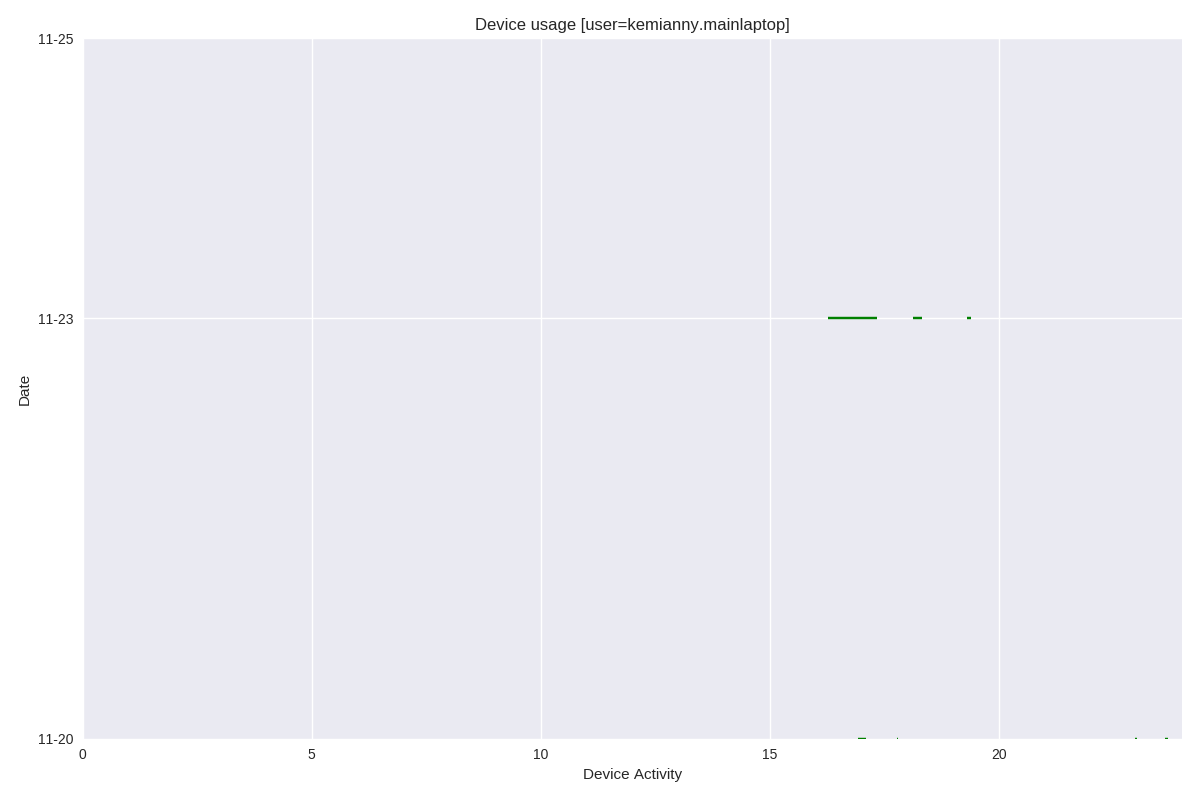 Device usage [user=kemianny.mainlaptop]
11-25
11-23
11-20
Date
0 5 10 15 20
Device Activity